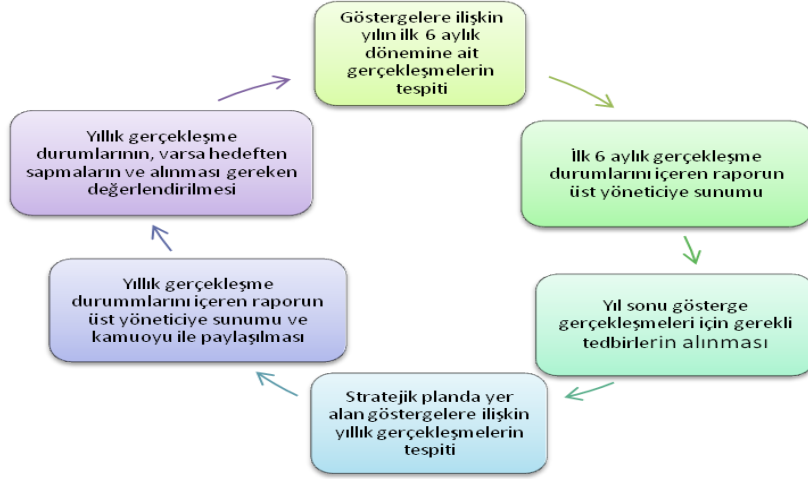 Göstergelere ilişkin
yılın ilk 6 aylık
dönemine ait
gerçekleşmelerin
tespiti
İlk 6 aylık gerçekleşme
durumlarını içeren raporun
üst yöneticiye sunumu
Yıl sonu gösterge
gerçekleşmeleri için gerekli
tedbirlerin alınması
Stratejik planda yer
alan göstergelere ilişkin
yıllık gerçekleşmelerin
tespiti
Yıllık gerçekleşme
durummlarını içeren raporun
üst yöneticiye sunumu ve
kamuoyu ile paylaşılması
Yıllık gerçekleşme
durumlarının, varsa hedeften
sapmaların ve alınması gereken
değerlendirilmesi